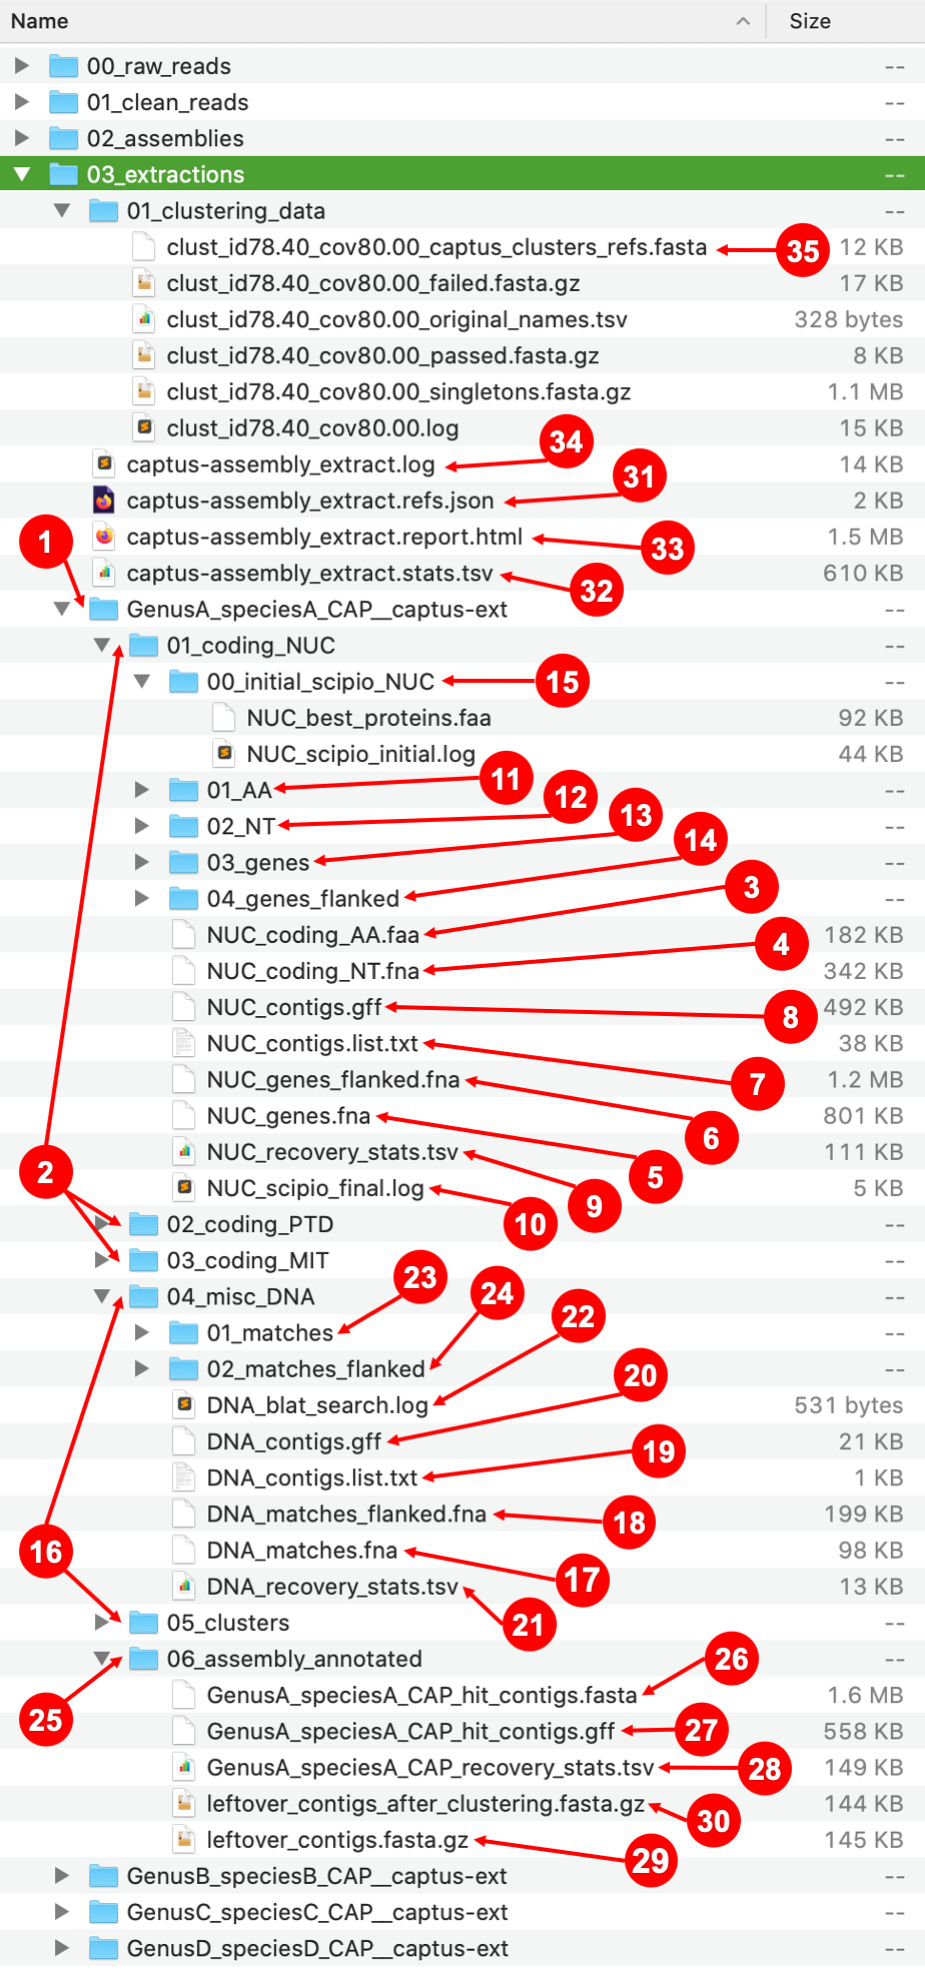 Name Size
00_raw_reads --
01_clean_reads --
02_assemblies --
03_extractions --
01_clustering_data --
clust_id78.40_cov80.00_captus_clusters_refs.fasta 35 12 KB
clust_id78.40_cov80.00_failed.fasta.gz 17 KB
clust_id78.40_cov80.00_original_names.tsv 328 bytes
clust_id78.40_cov80.00_passed.fasta.gz 8 KB
clust_id78.40_cov80.00_singletons.fasta.gz 1.1 MB
clust_id78.40_cov80.00.log 15 KB
34
captus-assembly_extract.log 14 KB
31
captus-assembly_extract.refs.json 2 KB
1 captus-assembly_extract.report.html 33 1.5 MB
captus-assembly_extract.stats.tsv 32 610 KB
GenusA_speciesA_CAP__captus-ext --
01_coding_NUC --
00_initial_scipio_NUC 15 --
NUC_best_proteins.faa 92 KB
NUC_scipio_initial.log 44 KB
01_AA 11 --
12
02_NT 13 --
14
03_genes --
3
04_genes_flanked --
NUC_coding_AA.faa 4 182 KB
NUC_coding_NT.fna 342 KB
NUC_contigs.gff 8 492 KB
NUC_contigs.list.txt 38 KB
NUC_genes_flanked.fna 7 1.2 MB
NUC_genes.fna 801 KB
6
NUC_recovery_stats.tsv 111 KB
2 5
NUC_scipio_final.log 9 5 KB
10
02_coding_PTD --
03_coding_MIT --
23
04_misc_DNA 24 --
22
01_matches --
02_matches_flanked 20 --
DNA_blat_search.log 531 bytes
DNA_contigs.gff 19 21 KB
DNA_contigs.list.txt 1 KB
DNA_matches_flanked.fna 18 199 KB
16 DNA_matches.fna 98 KB
17
DNA_recovery_stats.tsv 13 KB
05_clusters 21 --
06_assembly_annotated 26 --
GenusA_speciesA_CAP_hit_contigs.fasta 1.6 MB
25
GenusA_speciesA_CAP_hit_contigs.gff 27 558 KB
GenusA_speciesA_CAP_recovery_stats.tsv 28 149 KB
leftover_contigs_after_clustering.fasta.gz 30 144 KB
leftover_contigs.fasta.gz 29 145 KB
GenusB_speciesB_CAP__captus-ext --
GenusC_speciesC_CAP__captus-ext --
GenusD_speciesD_CAP__captus-ext --